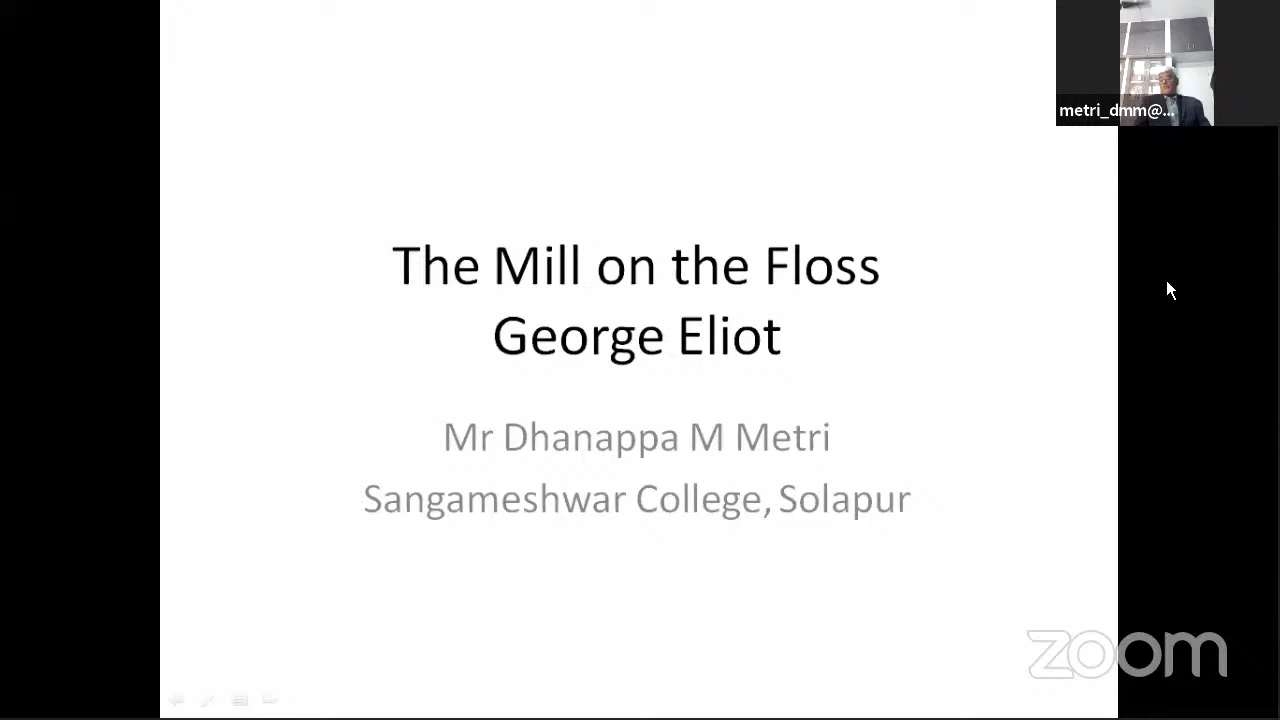 metri_dmm@...
The Mill on the Floss
George Eliot
Mr Dhanappa M Metri
Sangameshwar College, Solapur
zoom